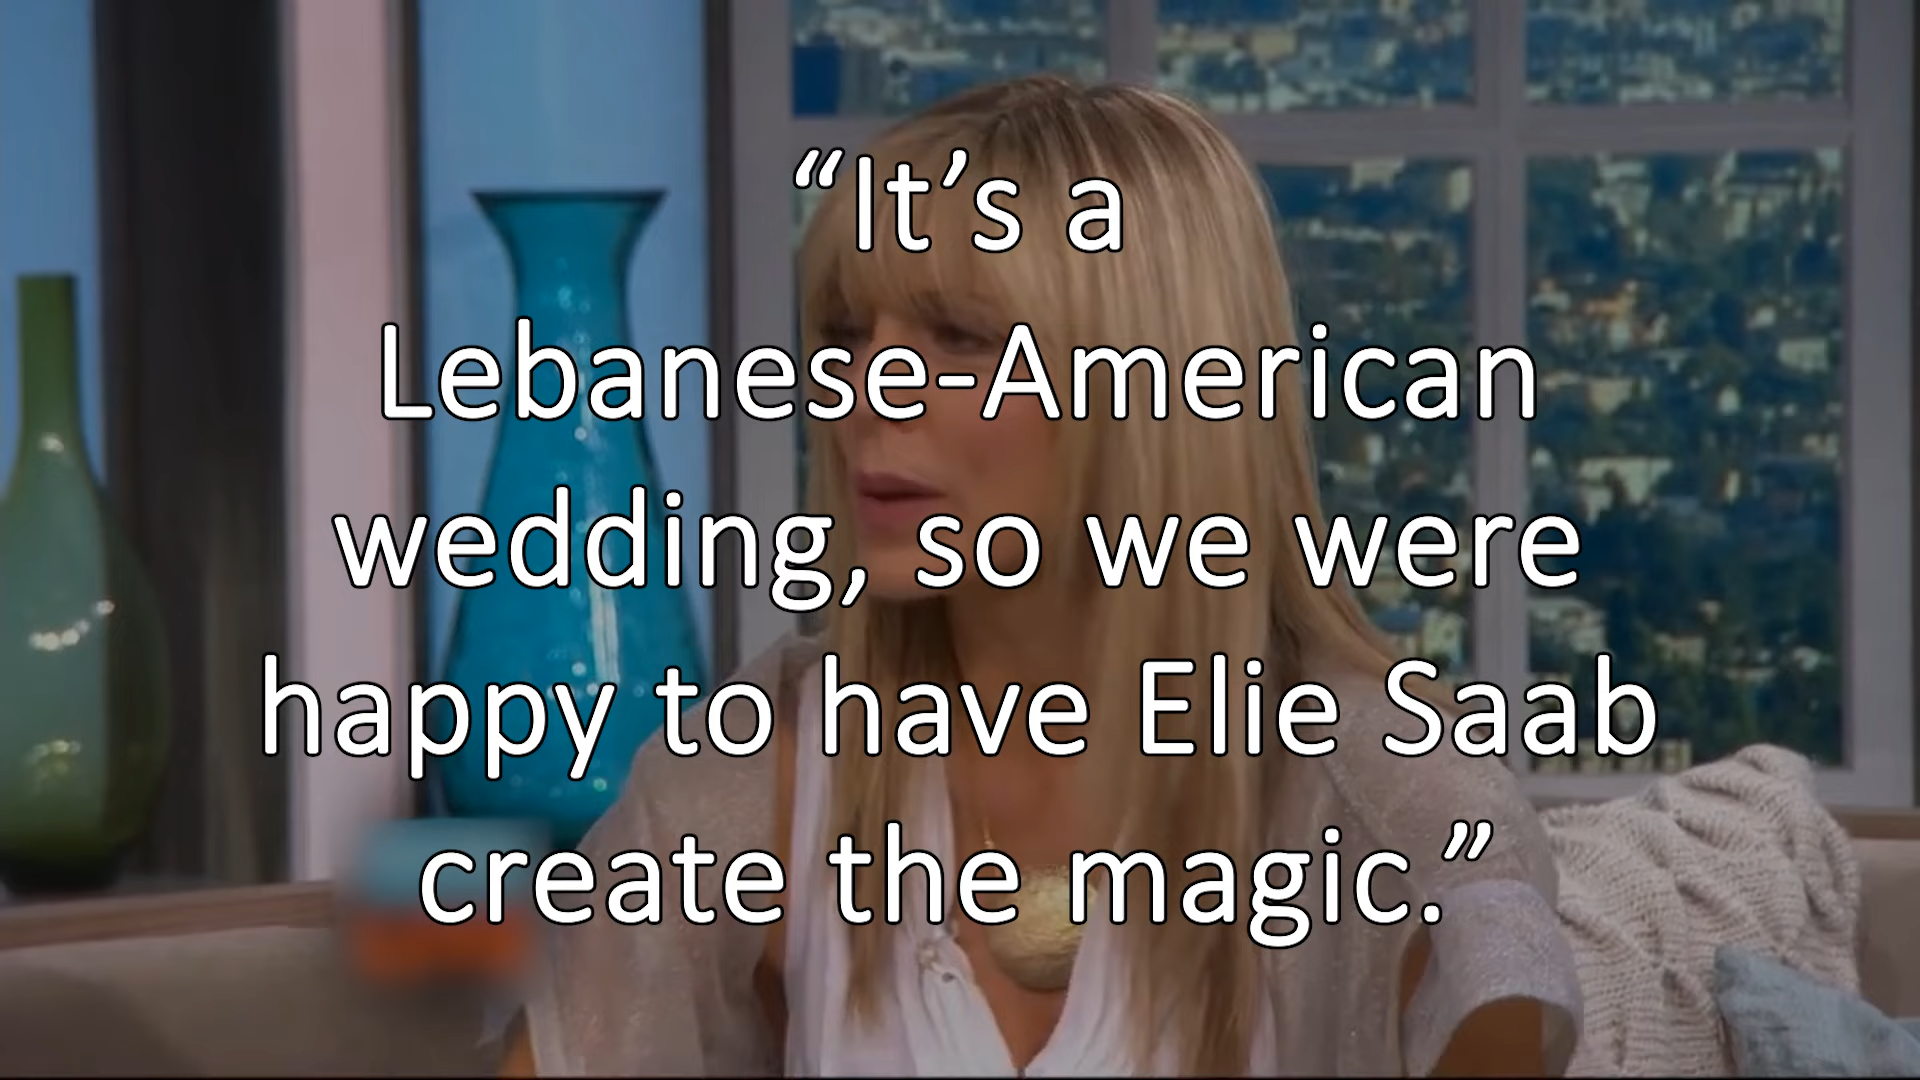 “It’s a
Lebanese-American
wedding, so we were
happy to have Elie Saab
create the magic.”